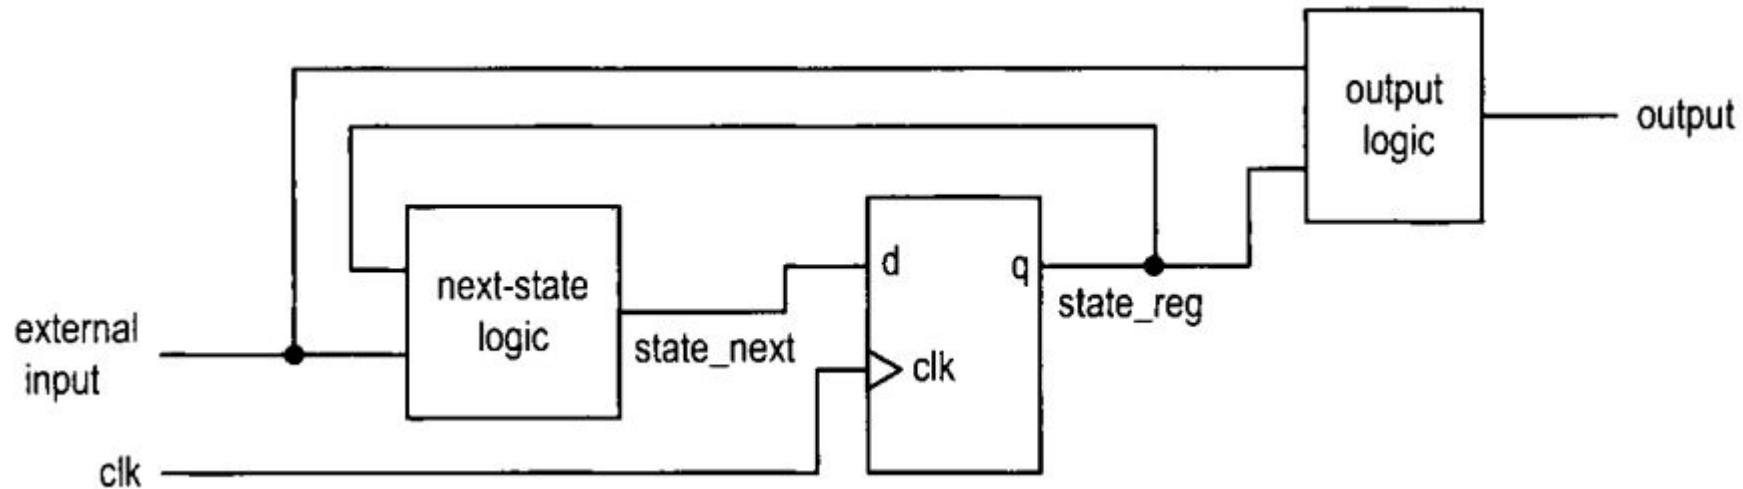 output
logic
output
next-state
logic
d
q
state_reg
external
input
state_next
clk
clk